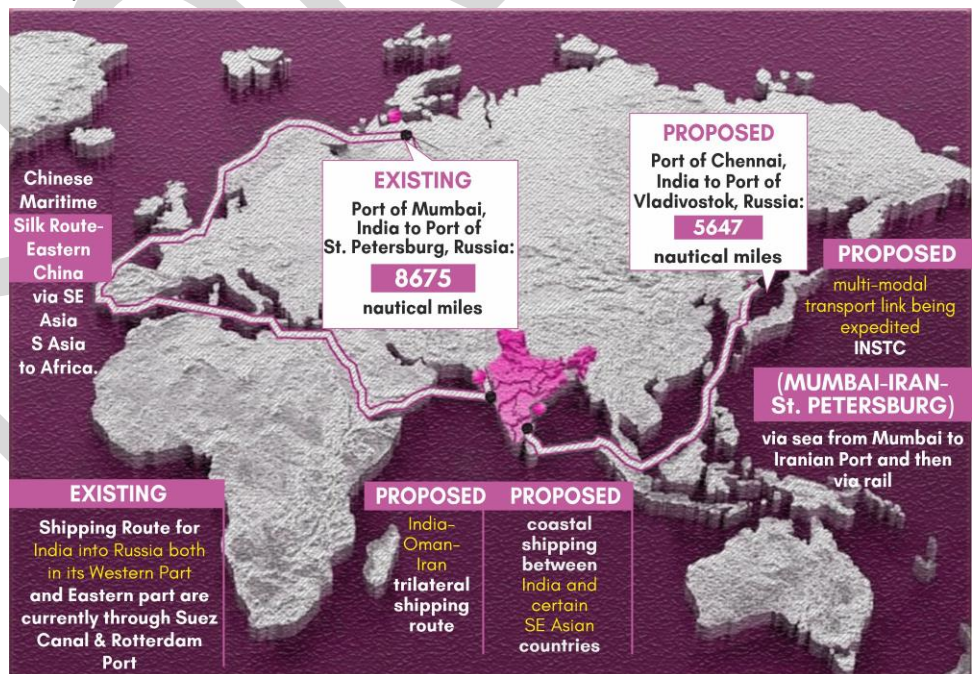 Chinese
Maritime
Silk Route-
Eastern
China
via SE
Asia
S Asia
to Africa.
EXISTING
Port of Mumbai,
India to Port of
St. Petersburg, Russia:
8675
nautical miles
PROPOSED
Port of Chennai,
India to Port of
Vladivostok, Russia:
5647
nautical miles
PROPOSED
multi-modal
transport link being
expedited
INSTC
(MUMBAI-IRAN-
St. PETERSBURG)
via sea from Mumbai to
Iranian Port and then
via rail
EXISTING
Shipping Route for
India into Russia both
in its Western Part
and Eastern part are
currently through Suez
Canal & Rotterdam
Port
PROPOSED
India-
Oman-
Iran
trilateral
shipping
route
PROPOSED
coastal
shipping
between
India and
certain
SE Asian
countries